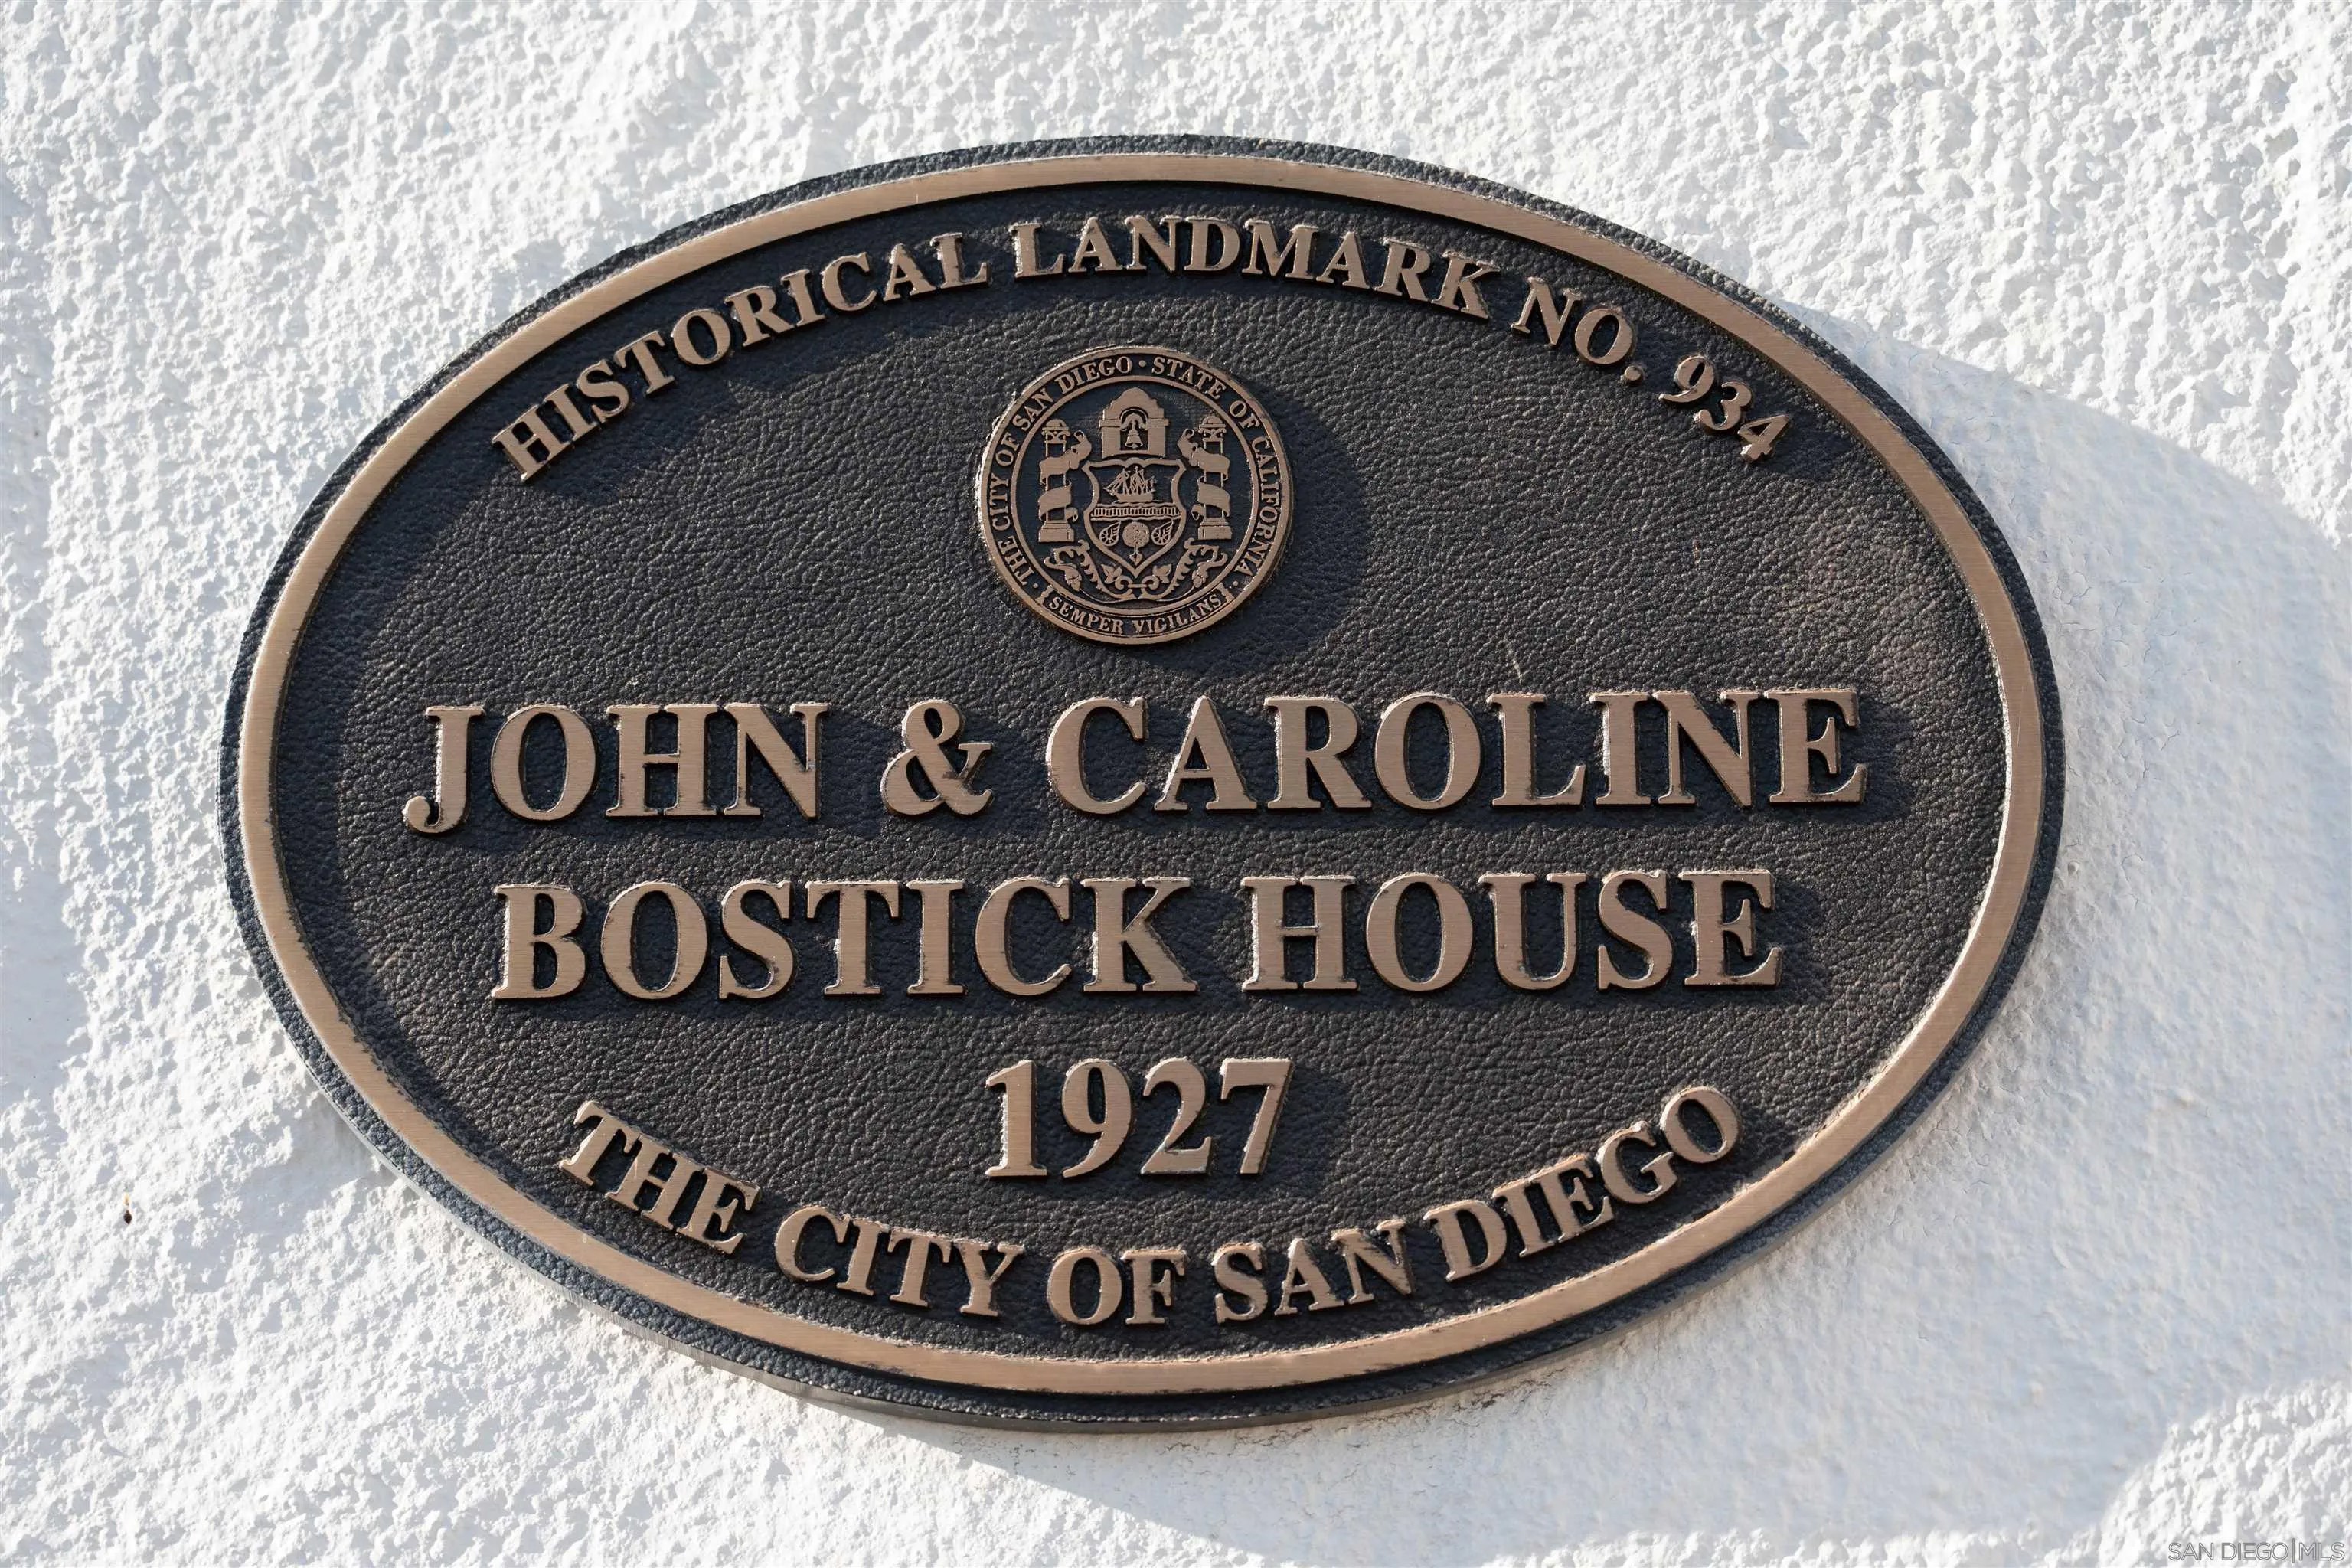 HISTORICAL LANDMARK NO. 934
THE CITY OF SAN DIEGO · STATE OF CALIFORNIA ·
SEMPER VIGILANS
JOHN & CAROLINE
BOSTICK HOUSE
1927
THE CITY OF SAN DIEGO
SAN DIEGO|MLS